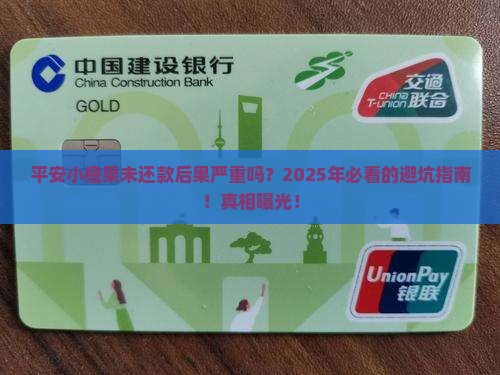 中国建设银行
China Construction Bank
GOLD
交通
联合
CHINA
T-UNION
平安小橙果未还款后果严重吗？2025年必看的避坑指南
！真相曝光！
UnionPay
银联